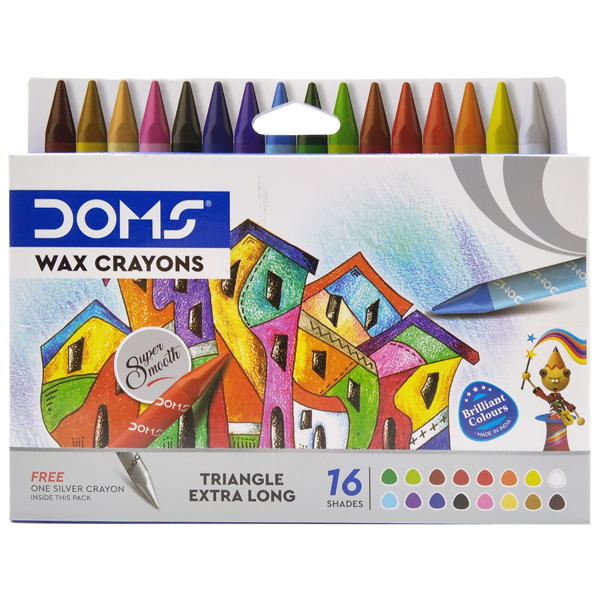 DOMS®
WAX CRAYONS
DOMS
Super
Smooth
DOMS
Brilliant
Colours
MADE IN INDIA
FREE
ONE SILVER CRAYON
INSIDE THIS PACK
TRIANGLE
EXTRA LONG
16
SHADES